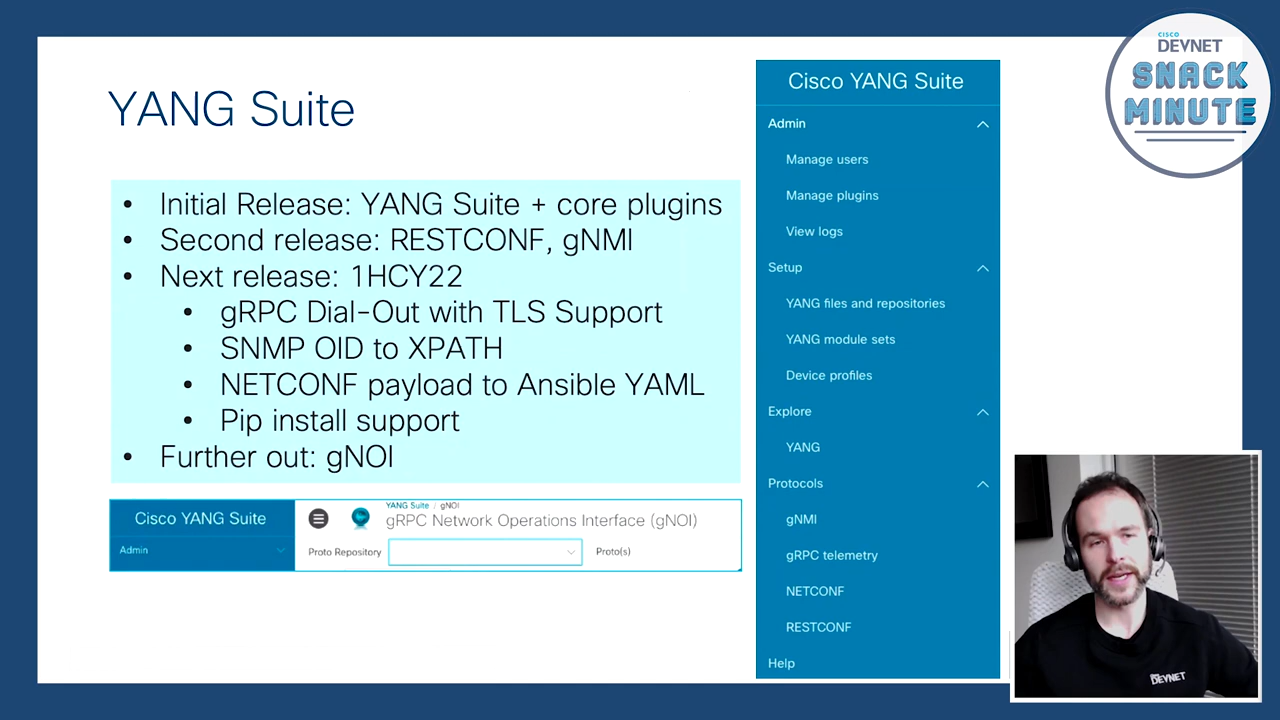 YANG Suite
• Initial Release: YANG Suite + core plugins
• Second release: RESTCONF, gNMI
• Next release: 1HCY22
• gRPC Dial-Out with TLS Support
• SNMP OID to XPATH
• NETCONF payload to Ansible YAML
• Pip install support
• Further out: gNOI
Cisco YANG Suite
Admin
YANG Suite / gNOI
gRPC Network Operations Interface (gNOI)
Proto Repository
Proto(s)
Cisco YANG Suite
Admin
Manage users
Manage plugins
View logs
Setup
YANG files and repositories
YANG module sets
Device profiles
Explore
YANG
Protocols
gNMI
gRPC telemetry
NETCONF
RESTCONF
Help
CISCO
DEVNET
SNACK
MINUTE
DEVNET